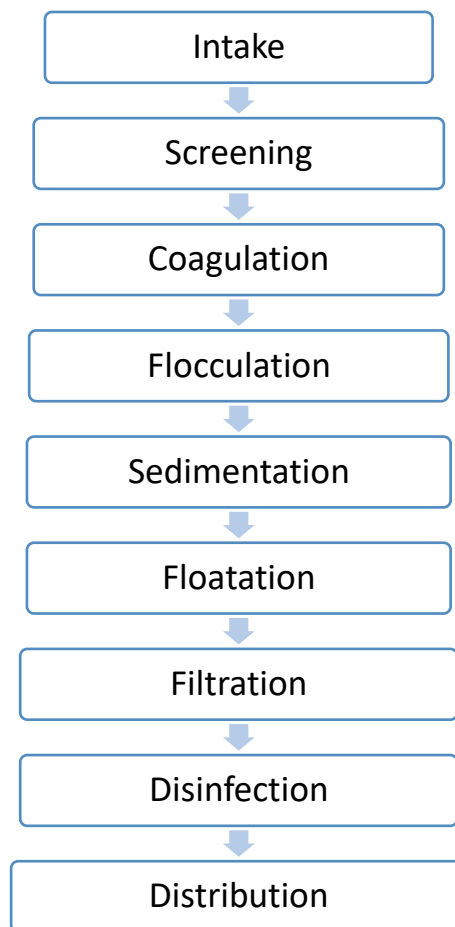 Intake
Screening
Coagulation
Flocculation
Sedimentation
Floatation
Filtration
Disinfection
Distribution